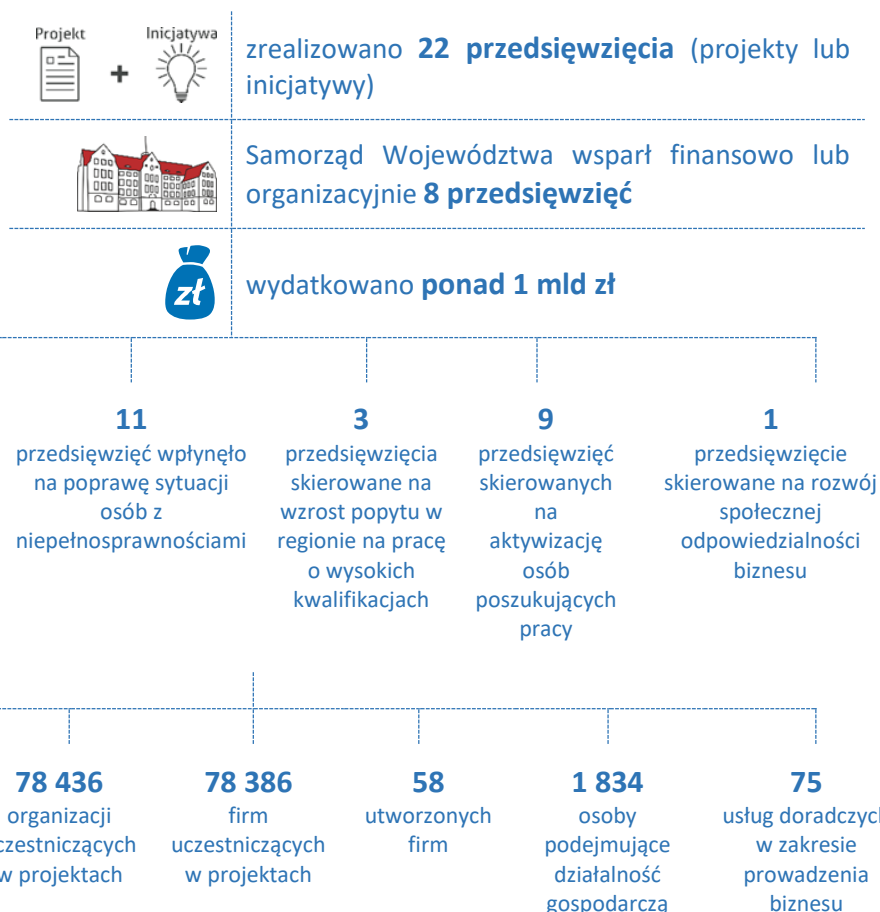 Projekt
+
Inicjatywa
zrealizowano 22 przedsięwzięcia (projekty lub
inicjatywy)
Samorząd Województwa wsparł finansowo lub
organizacyjnie 8 przedsięwzięć
zł
wydatkowano ponad 1 mld zł
11
przedsięwzięć wpłynęło
na poprawę sytuacji
osób z
niepełnosprawnościami
3
przedsięwzięcia
skierowane na
wzrost popytu w
regionie na pracę
o wysokich
kwalifikacjach
9
przedsięwzięć
skierowanych
na
aktywizację
osób
poszukujących
pracy
1
przedsięwzięcie
skierowane na rozwój
społecznej
odpowiedzialności
biznesu
78 436
organizacji
czestniczących
w projektach
78 386
firm
uczestniczących
w projektach
58
utworzonych
firm
1 834
osoby
podejmujące
działalność
gospodarczą
75
usług doradczych
w zakresie
prowadzenia
biznesu